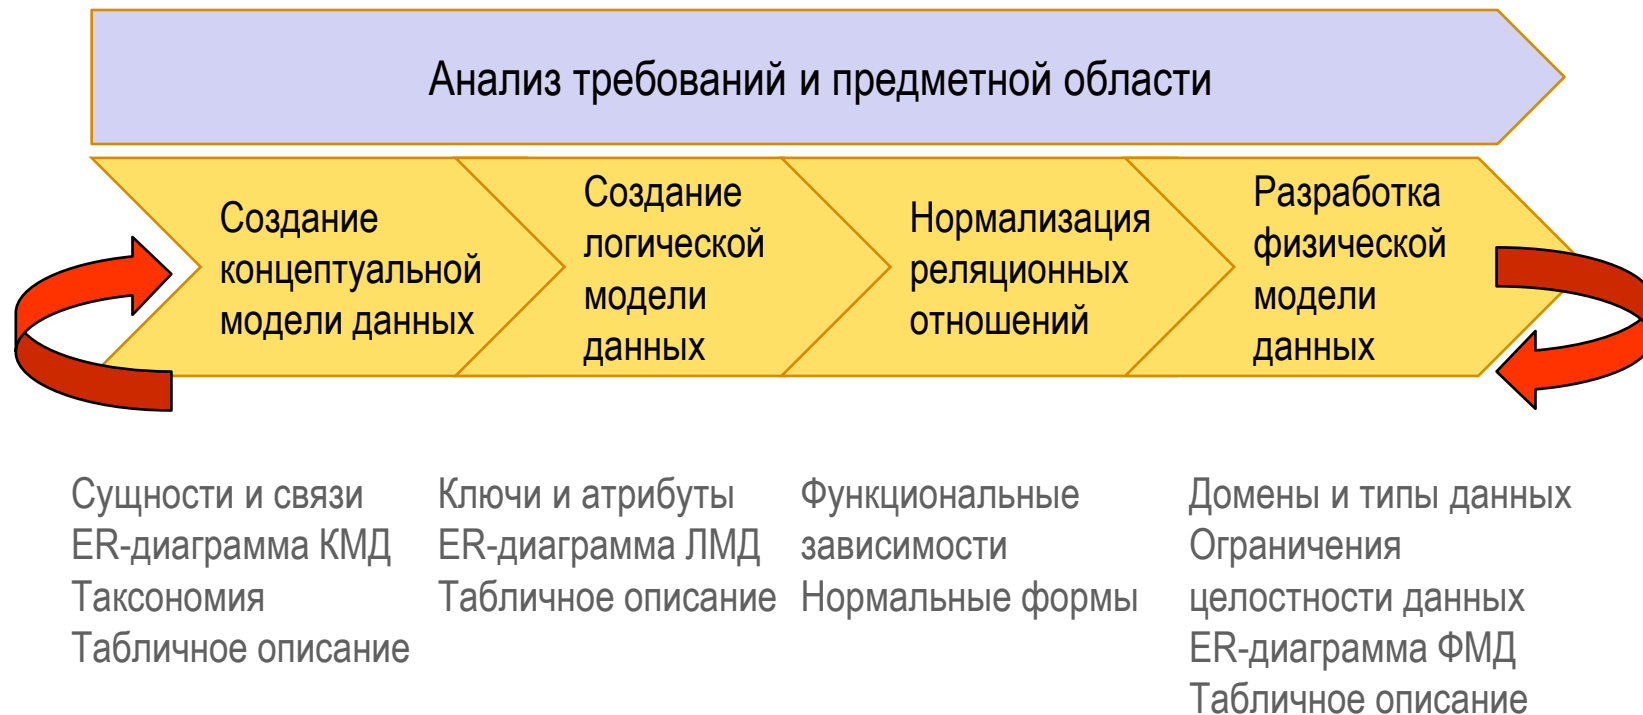 Анализ требований и предметной области
Создание
концептуальной
модели данных
Создание
логической
модели
данных
Нормализация
реляционных
отношений
Разработка
физической
модели
данных
Сущности и связи
ER-диаграмма КМД
Таксономия
Табличное описание
Ключи и атрибуты
ER-диаграмма ЛМД
Табличное описание
Функциональные
зависимости
Нормальные формы
Домены и типы данных
Ограничения
целостности данных
ER-диаграмма ФМД
Табличное описание